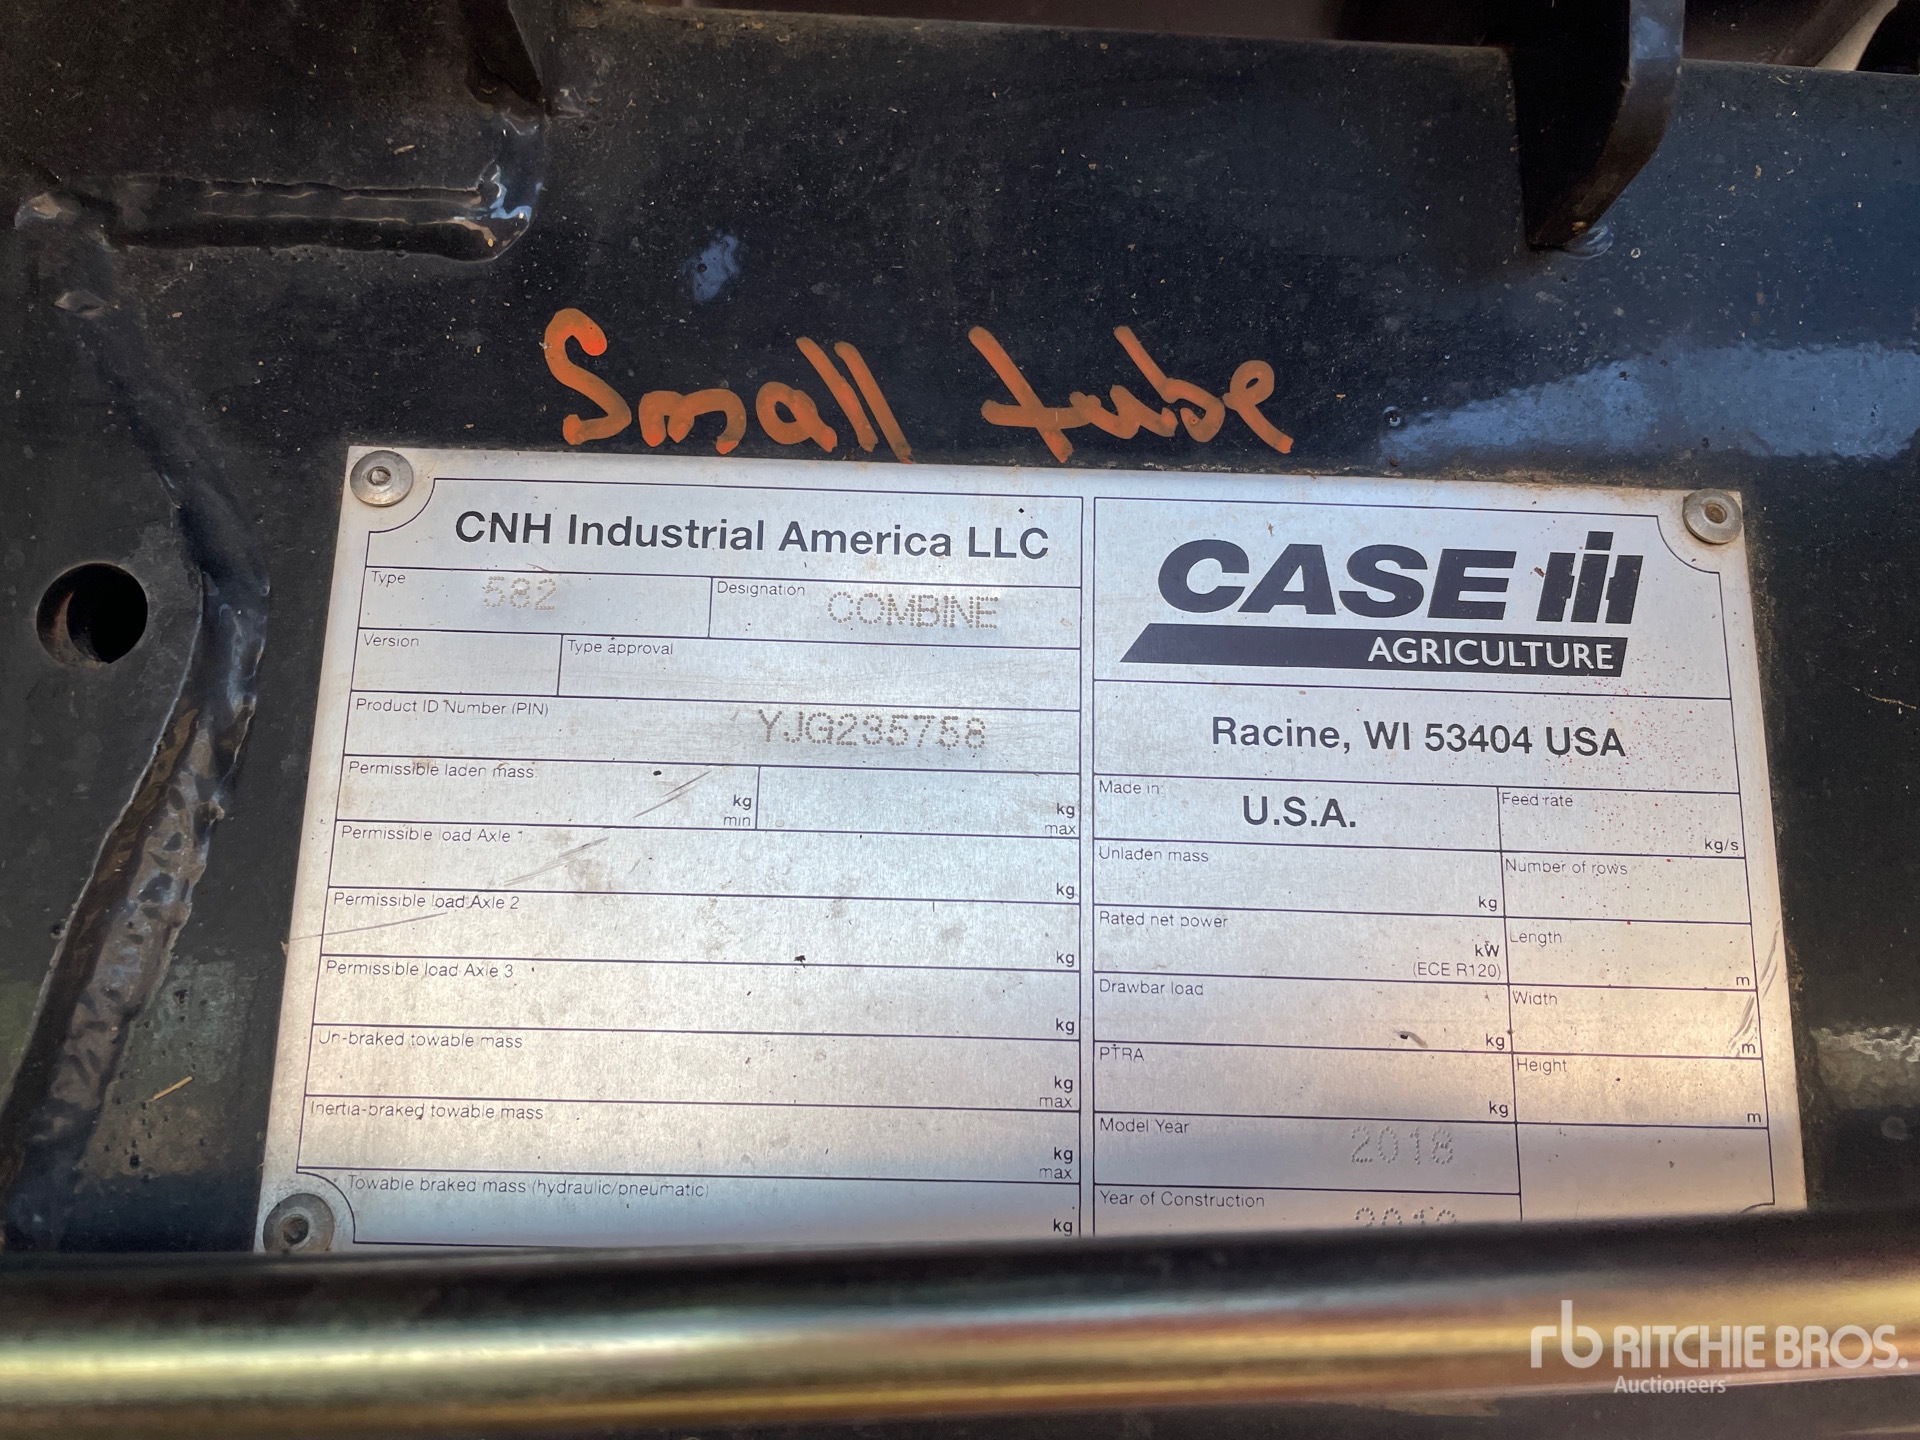 Small tube
CNH Industrial America LLC
Type 582
Designation COMBINE
Version
Type approval
Product ID Number (PIN) YJG235758
Permissible laden mass
kg min
kg max
Permissible load Axle 1
kg
Permissible load Axle 2
kg
Permissible load Axle 3
kg
Un-braked towable mass
kg max
Inertia-braked towable mass
kg max
Towable braked mass (hydraulic/pneumatic)
kg
CASE IH
AGRICULTURE
Racine, WI 53404 USA
Made in U.S.A.
Feed rate
kg/s
Unladen mass
kg
Number of rows
Rated net power
kW
(ECE R120)
Length
m
Drawbar load
kg
Width
m
PTRA
kg
Height
m
Model Year 2018
Year of Construction
rb RITCHIE BROS.
Auctioneers